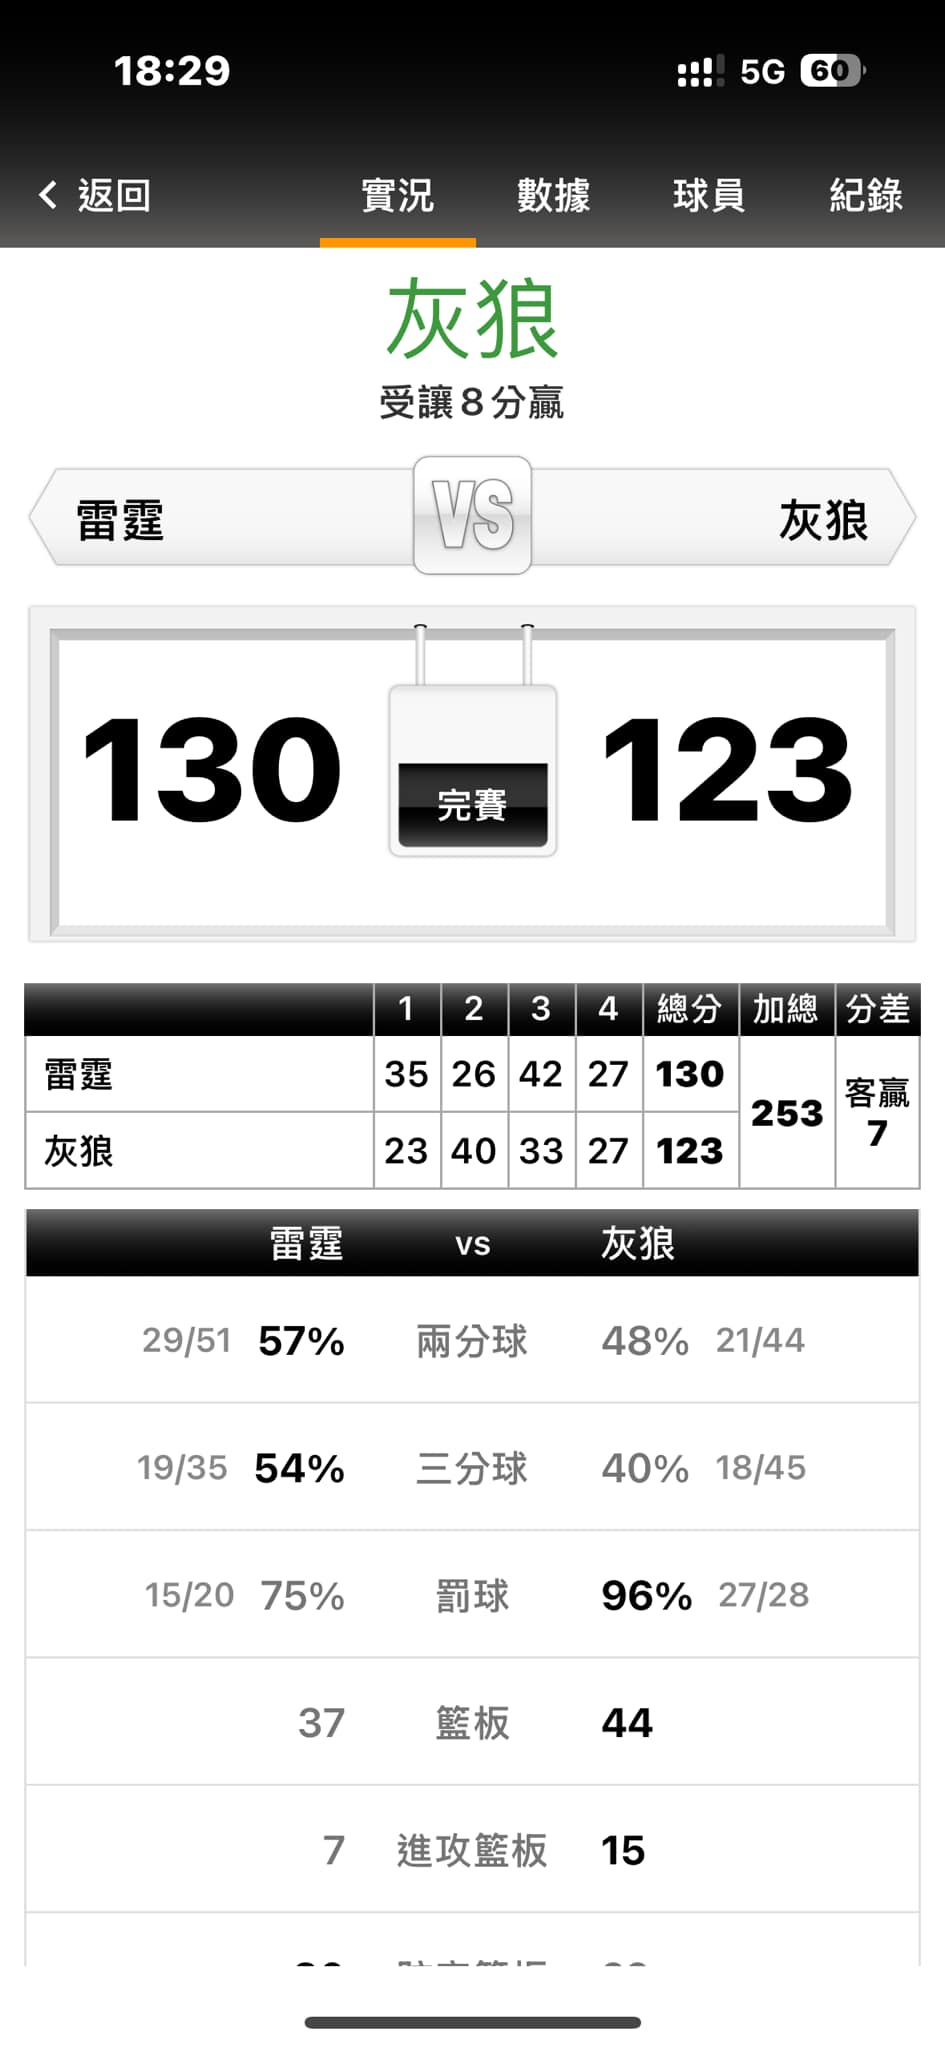 18:29 5G 60
返回 實況 數據 球員 紀錄
灰狼
受讓8分贏
雷霆 VS 灰狼
130 完賽 123
1 2 3 4 總分 加總 分差
雷霆 35 26 42 27 130 253 客贏 7
灰狼 23 40 33 27 123
雷霆 vs 灰狼
29/51 57% 兩分球 48% 21/44
19/35 54% 三分球 40% 18/45
15/20 75% 罰球 96% 27/28
37 籃板 44
7 進攻籃板 15